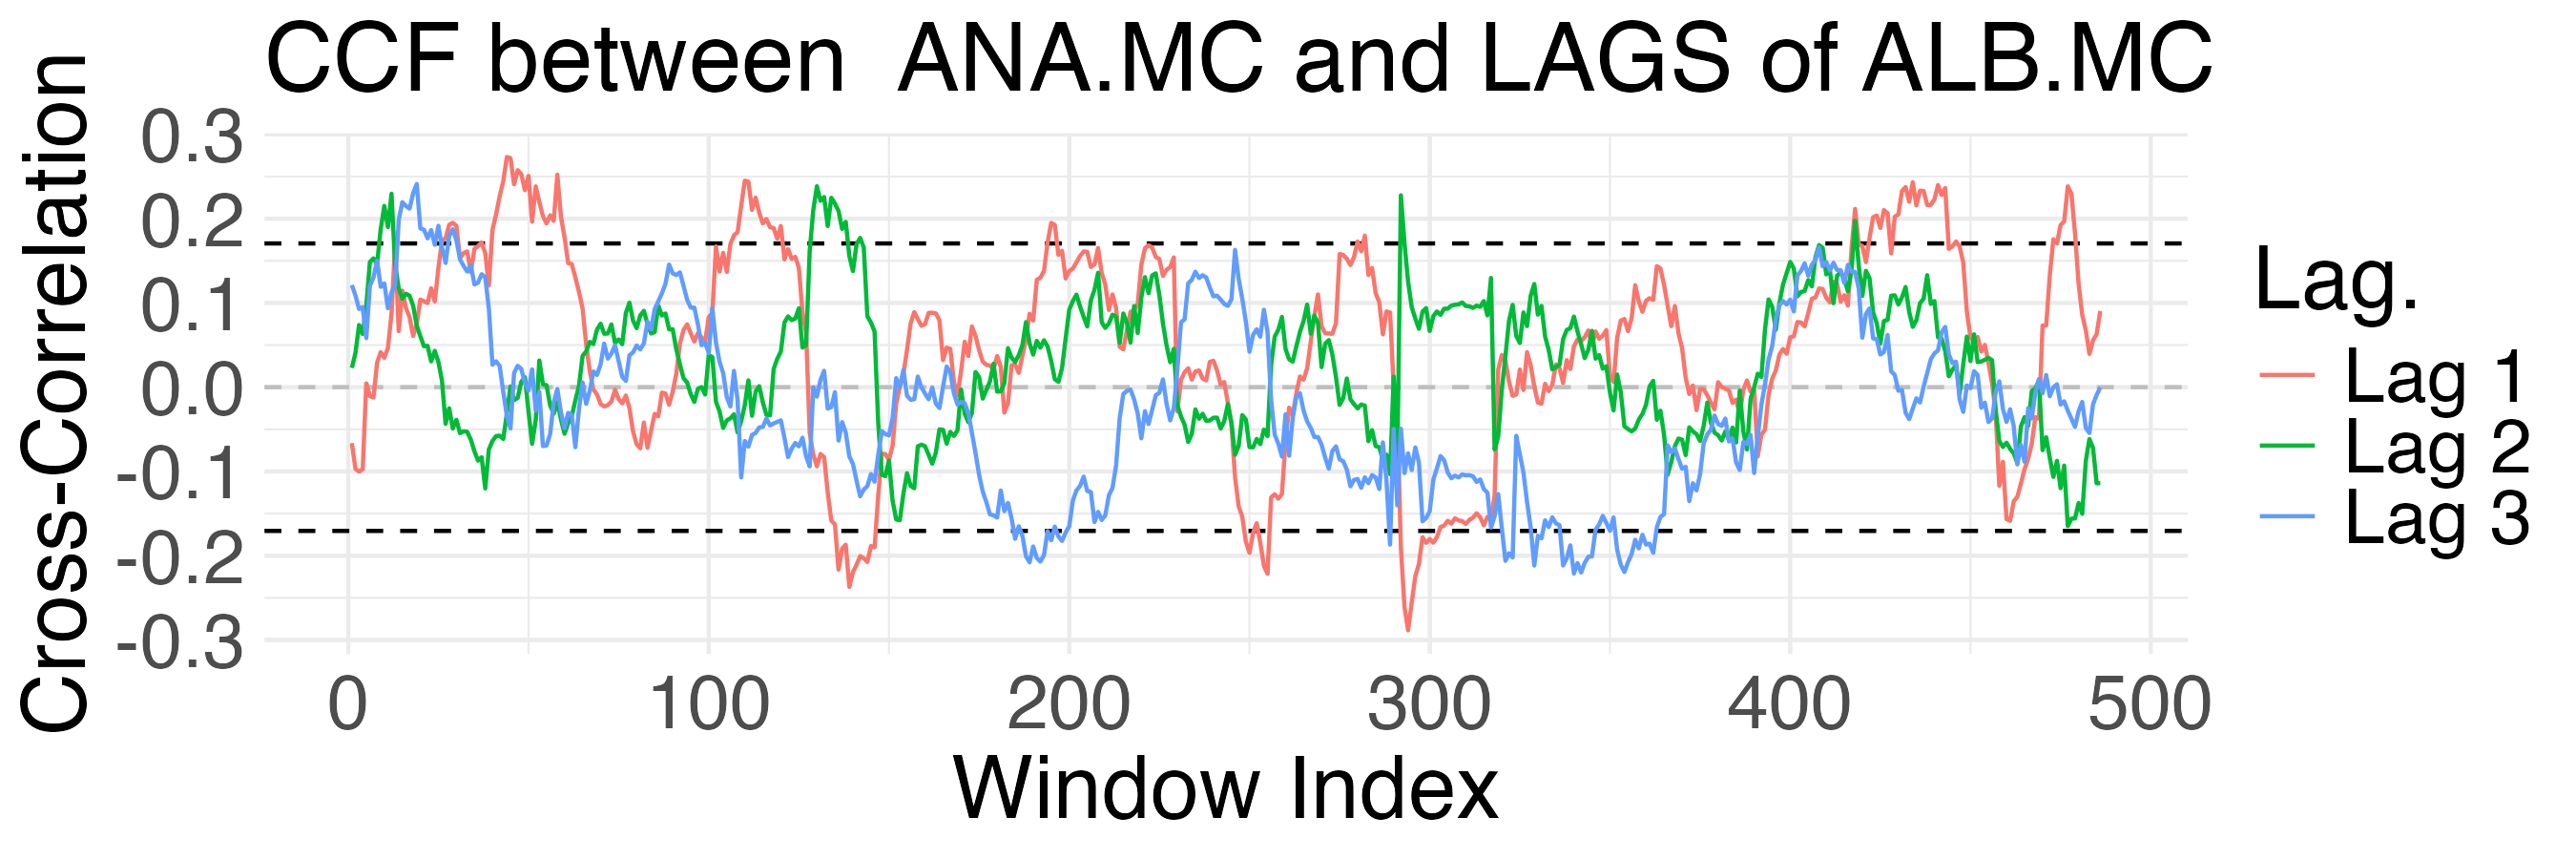 CCF between  ANA.MC and LAGS of ALB.MC
Cross-Correlation
0.3
0.2
0.1
0.0
-0.1
-0.2
-0.3
0 100 200 300 400 500
Window Index
Lag.
Lag 1
Lag 2
Lag 3